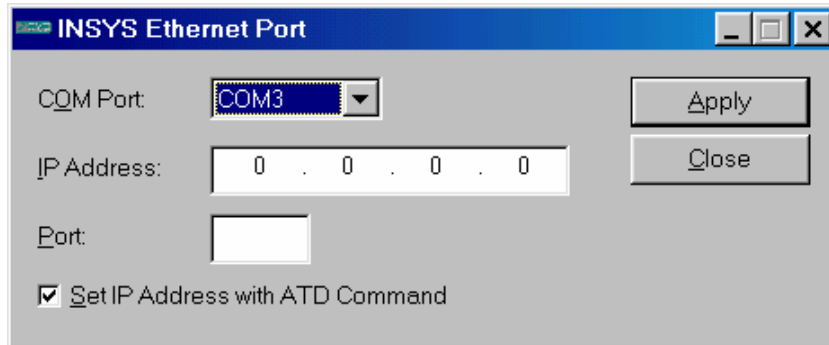 INSYS Ethernet Port
COM Port: COM3 Apply
IP Address: 0 . 0 . 0 . 0 Close
Port:
Set IP Address with ATD Command